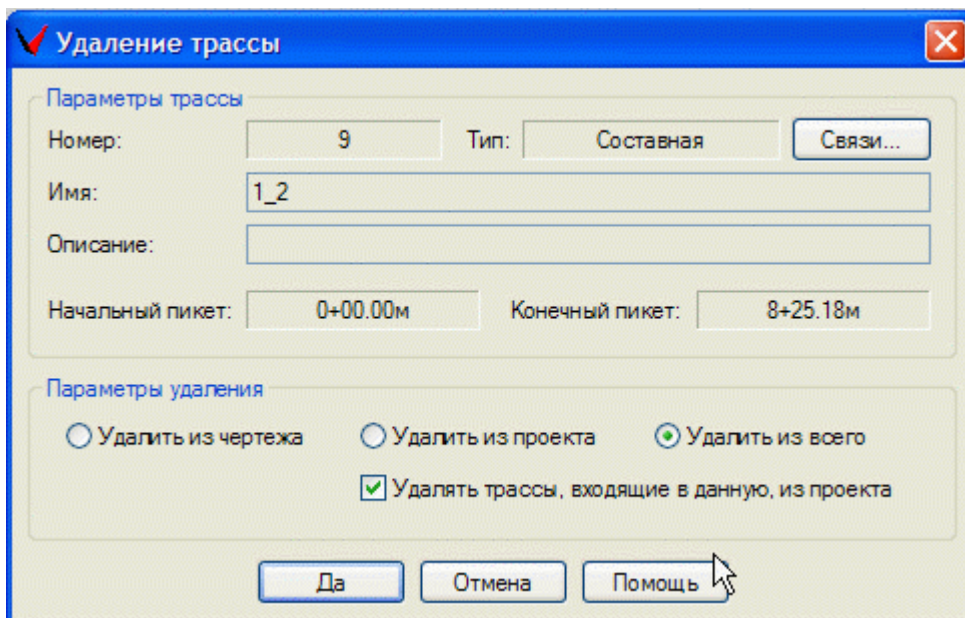 Удаление трассы
Параметры трассы
Номер: 9 Тип: Составная Связи...
Имя: 1_2
Описание:
Начальный пикет: 0+00.00м Конечный пикет: 8+25.18м
Параметры удаления
Удалить из чертежа Удалить из проекта Удалить из всего
Удалять трассы, входящие в данную, из проекта
Да Отмена Помощь